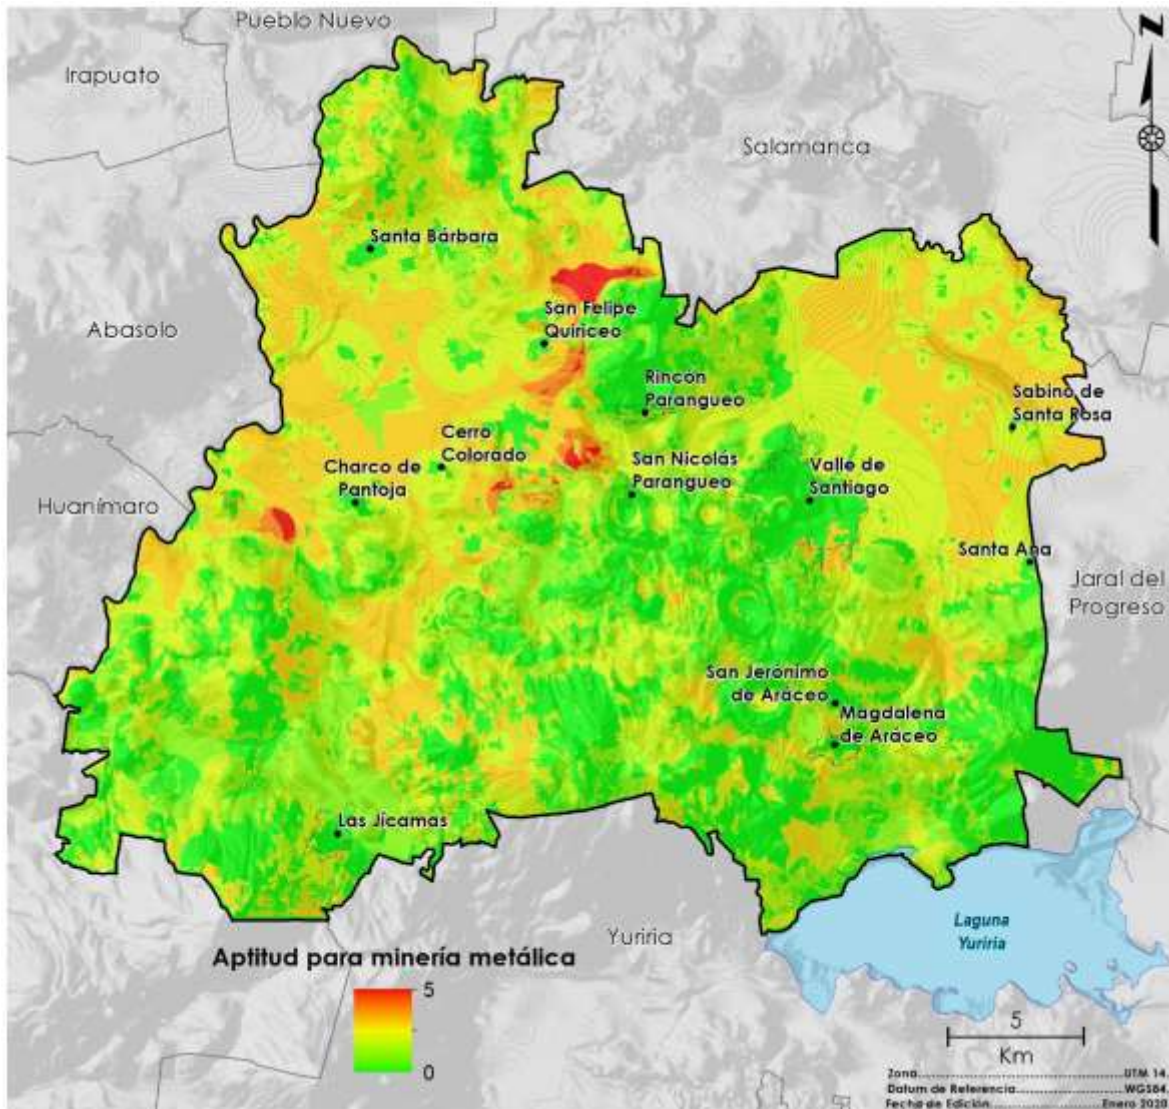 Pueblo Nuevo
Irapuato
Salamanca
Santa Bárbara
San Felipe
Quiriceo
Abasolo
Rincón
Parangueo
Sabino de
Santa Rosa
Cerro
Colorado
Charco de
Pantoja
San Nicolás
Parangueo
Valle de
Santiago
Huanímaro
Santa Ana
Jaral del
Progreso
San Jerónimo
de Aráceo
Magdalena
de Aráceo
Las Jícamas
Yuriria
Laguna
Yuriria
Aptitud para minería metálica
5
0
5
Km
Zona UTM 14.
Datum de Referencia WGS84.
Fecha de Edición Enero 2020
N